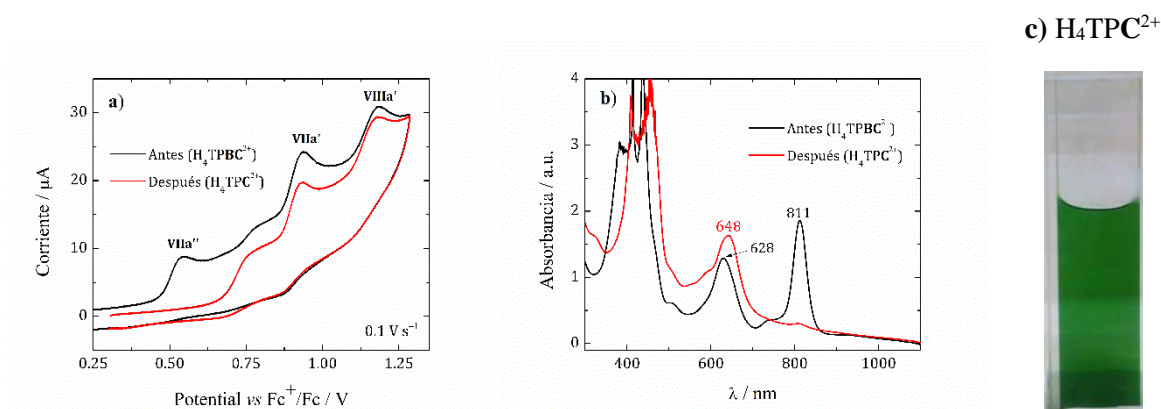 c) H₄TPC²⁺
a)
VIIa″
VIIa′
VIIIa′
Antes (H₄TPBC²⁺)
Después (H₄TPC²⁺)
0.1 V s⁻¹
30
20
10
0
Corriente / μA
0.25 0.50 0.75 1.00 1.25
Potential vs Fc⁺/Fc / V
b)
Antes (H₄TPBC²⁺)
Después (H₄TPC²⁺)
648
628
811
4
3
2
1
0
Absorbancia / a.u.
400 600 800 1000
λ / nm